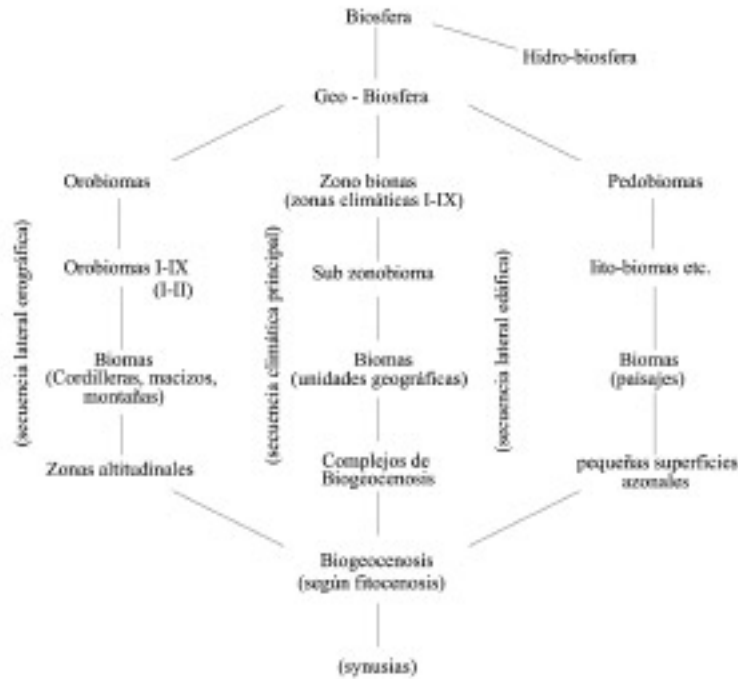 Biosfera
Hidro-biosfera
Geo - Biosfera
Orobiomas
Zono bionas
(zonas climáticas I-IX)
Pedobiomas
(secuencia lateral orográfica)
Orobiomas I-IX
(I-II)
(secuencia climática principal)
Sub zonobioma
(secuencia lateral edáfica)
lito-biomas etc.
Biomas
(Cordilleras, macizos,
montañas)
Biomas
(unidades geográficas)
Biomas
(paisajes)
Zonas altitudinales
Complejos de
Biogeocenosis
pequeñas superficies
azonales
Biogeocenosis
(según fitocenosis)
(synusias)